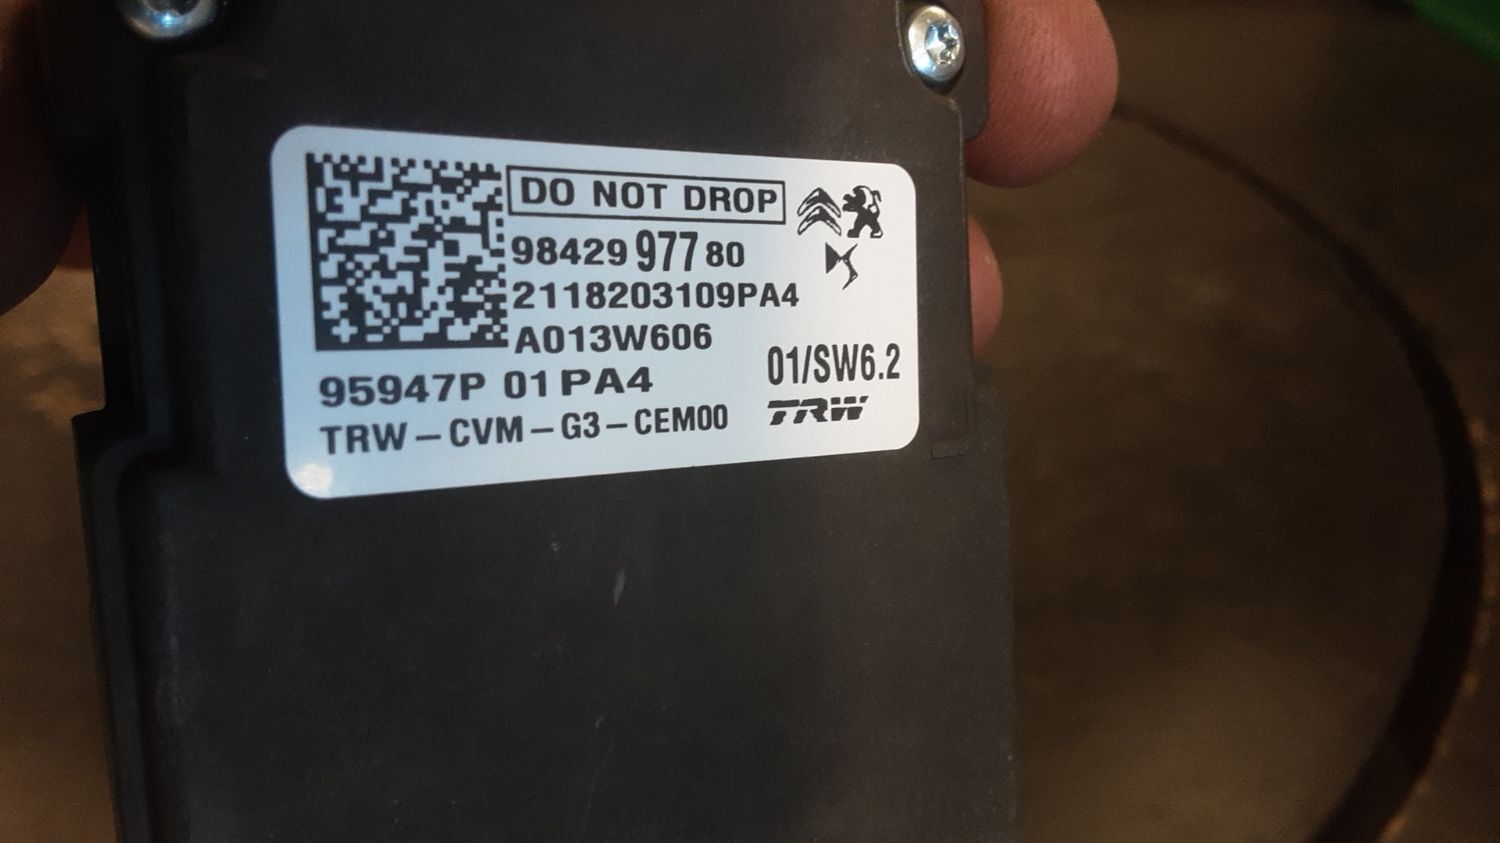 DO NOT DROP
98429 977 80
2118203109PA4
A013W606
01/SW6.2
95947P 01 PA4
TRW-CVM-G3-CEM00
TRW